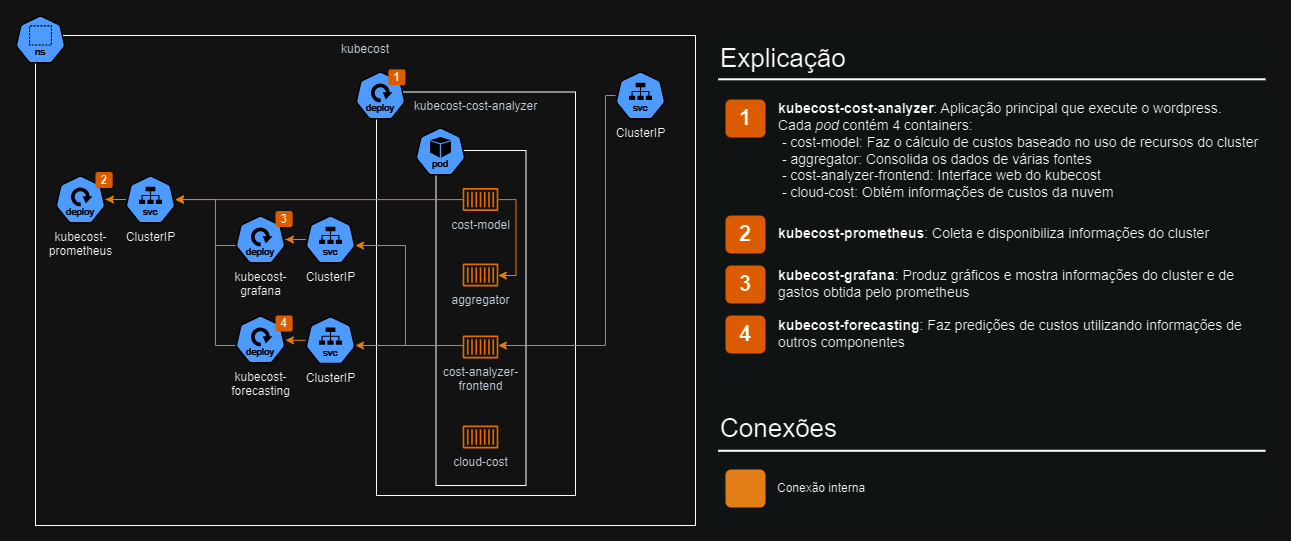 ns
kubecost
1
deploy
kubecost-cost-analyzer
svc
ClusterIP
pod
2
deploy
kubecost-
prometheus
svc
ClusterIP
cost-model
3
deploy
kubecost-
grafana
svc
ClusterIP
aggregator
4
deploy
kubecost-
forecasting
svc
ClusterIP
cost-analyzer-
frontend
cloud-cost
Explicação
1
kubecost-cost-analyzer: Aplicação principal que execute o wordpress.
Cada pod contém 4 containers:
- cost-model: Faz o cálculo de custos baseado no uso de recursos do cluster
- aggregator: Consolida os dados de várias fontes
- cost-analyzer-frontend: Interface web do kubecost
- cloud-cost: Obtém informações de custos da nuvem
2
kubecost-prometheus: Coleta e disponibiliza informações do cluster
3
kubecost-grafana: Produz gráficos e mostra informações do cluster e de
gastos obtida pelo prometheus
4
kubecost-forecasting: Faz predições de custos utilizando informações de
outros componentes
Conexões
Conexão interna